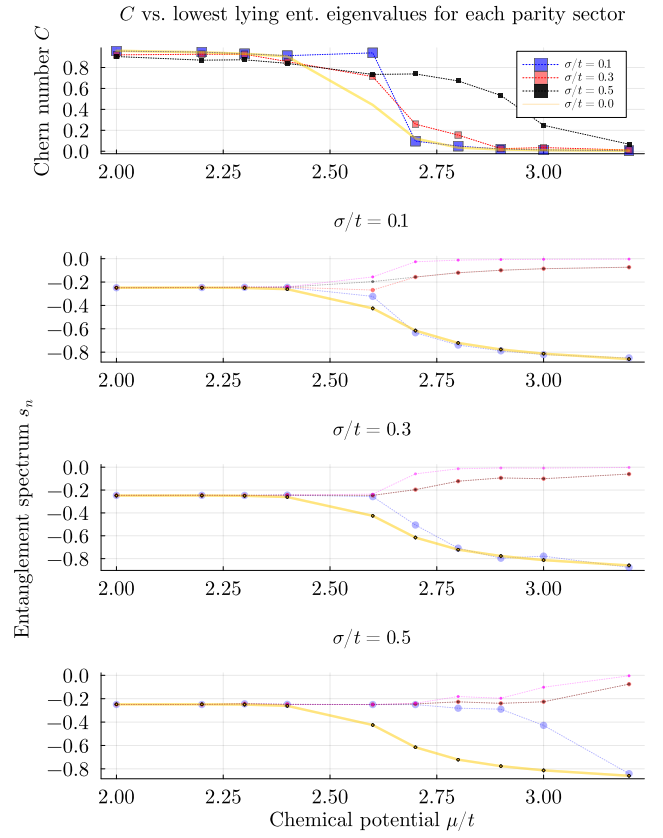 C vs. lowest lying ent. eigenvalues for each parity sector
Chern number C
0.8
0.6
0.4
0.2
0.0
σ/t = 0.1
σ/t = 0.3
σ/t = 0.5
σ/t = 0.0
2.00 2.25 2.50 2.75 3.00
σ/t = 0.1
0.0
−0.2
−0.4
−0.6
−0.8
2.00 2.25 2.50 2.75 3.00
σ/t = 0.3
Entanglement spectrum sₙ
0.0
−0.2
−0.4
−0.6
−0.8
2.00 2.25 2.50 2.75 3.00
σ/t = 0.5
0.0
−0.2
−0.4
−0.6
−0.8
2.00 2.25 2.50 2.75 3.00
Chemical potential μ/t